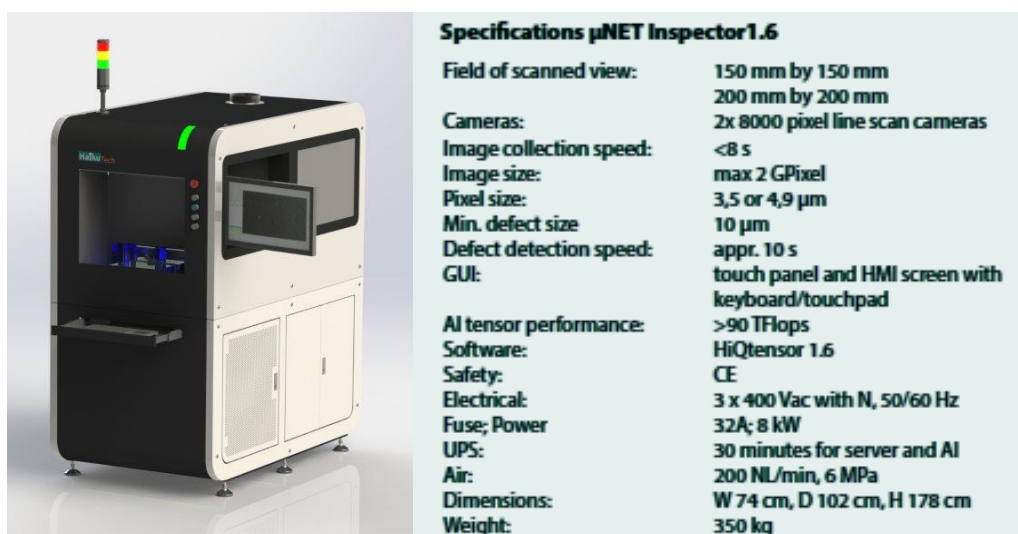 HaikuTech
Specifications µNET Inspector1.6
Field of scanned view: 150 mm by 150 mm
200 mm by 200 mm
Cameras: 2x 8000 pixel line scan cameras
Image collection speed: <8 s
Image size: max 2 GPixel
Pixel size: 3,5 or 4,9 µm
Min. defect size 10 µm
Defect detection speed: appr. 10 s
GUI: touch panel and HMI screen with
keyboard/touchpad
AI tensor performance: >90 TFlops
Software: HiQtensor 1.6
Safety: CE
Electrical: 3 x 400 Vac with N, 50/60 Hz
Fuse; Power 32A; 8 kW
UPS: 30 minutes for server and AI
Air: 200 NL/min, 6 MPa
Dimensions: W 74 cm, D 102 cm, H 178 cm
Weight: 350 kg